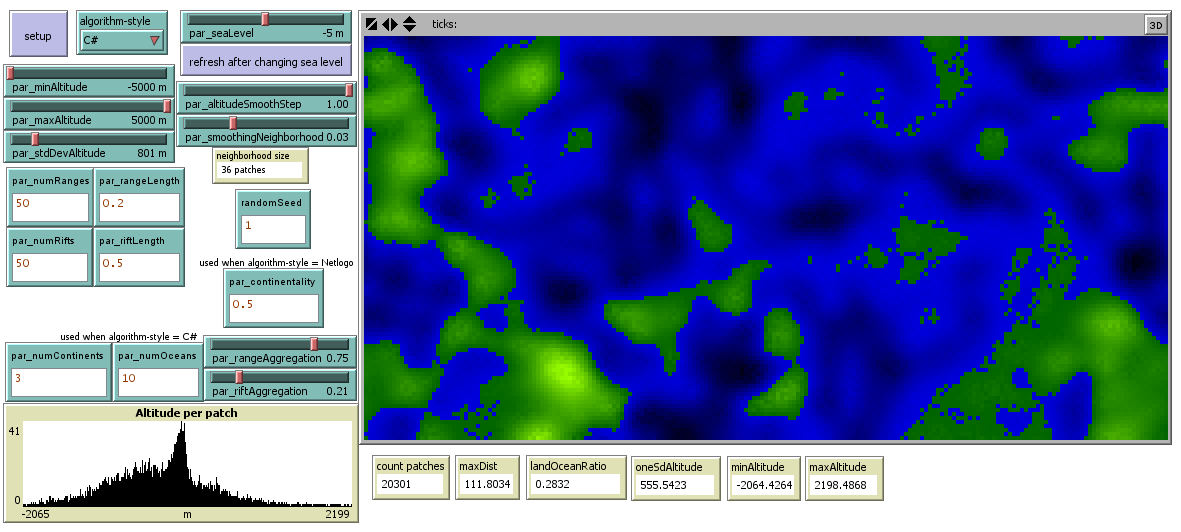 setup
algorithm-style
C#
par_seaLevel -5 m
refresh after changing sea level
par_minAltitude -5000 m
par_maxAltitude 5000 m
par_stdDevAltitude 801 m
par_altitudeSmoothStep 1.00
par_smoothingNeighborhood 0.03
neighborhood size
36 patches
par_numRanges
50
par_rangeLength
0.2
par_numRifts
50
par_riftLength
0.5
randomSeed
1
used when algorithm-style = Netlogo
par_continentality
0.5
used when algorithm-style = C#
par_numContinents
3
par_numOceans
10
par_rangeAggregation 0.75
par_riftAggregation 0.21
Altitude per patch
41
0
-2065
m
2199
ticks:
3D
count patches
20301
maxDist
111.8034
landOceanRatio
0.2832
oneSdAltitude
555.5423
minAltitude
-2064.4264
maxAltitude
2198.4868